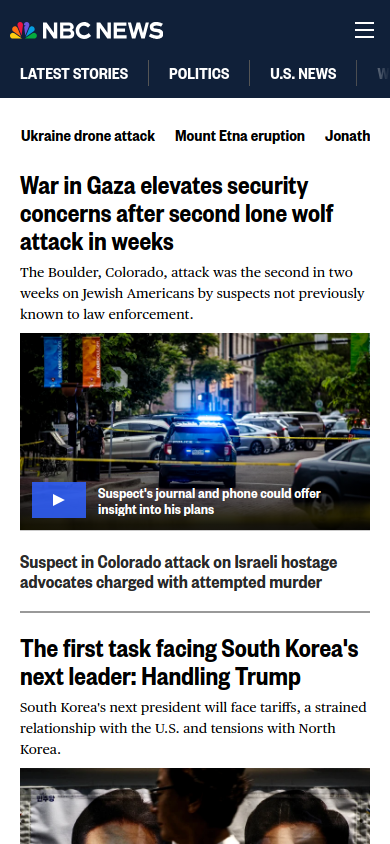 NBC NEWS
LATEST STORIES
POLITICS
U.S. NEWS
Ukraine drone attack
Mount Etna eruption
Jonath
War in Gaza elevates security
concerns after second lone wolf
attack in weeks
The Boulder, Colorado, attack was the second in two
weeks on Jewish Americans by suspects not previously
known to law enforcement.
Suspect's journal and phone could offer
insight into his plans
Suspect in Colorado attack on Israeli hostage
advocates charged with attempted murder
The first task facing South Korea's
next leader: Handling Trump
South Korea's next president will face tariffs, a strained
relationship with the U.S. and tensions with North
Korea.